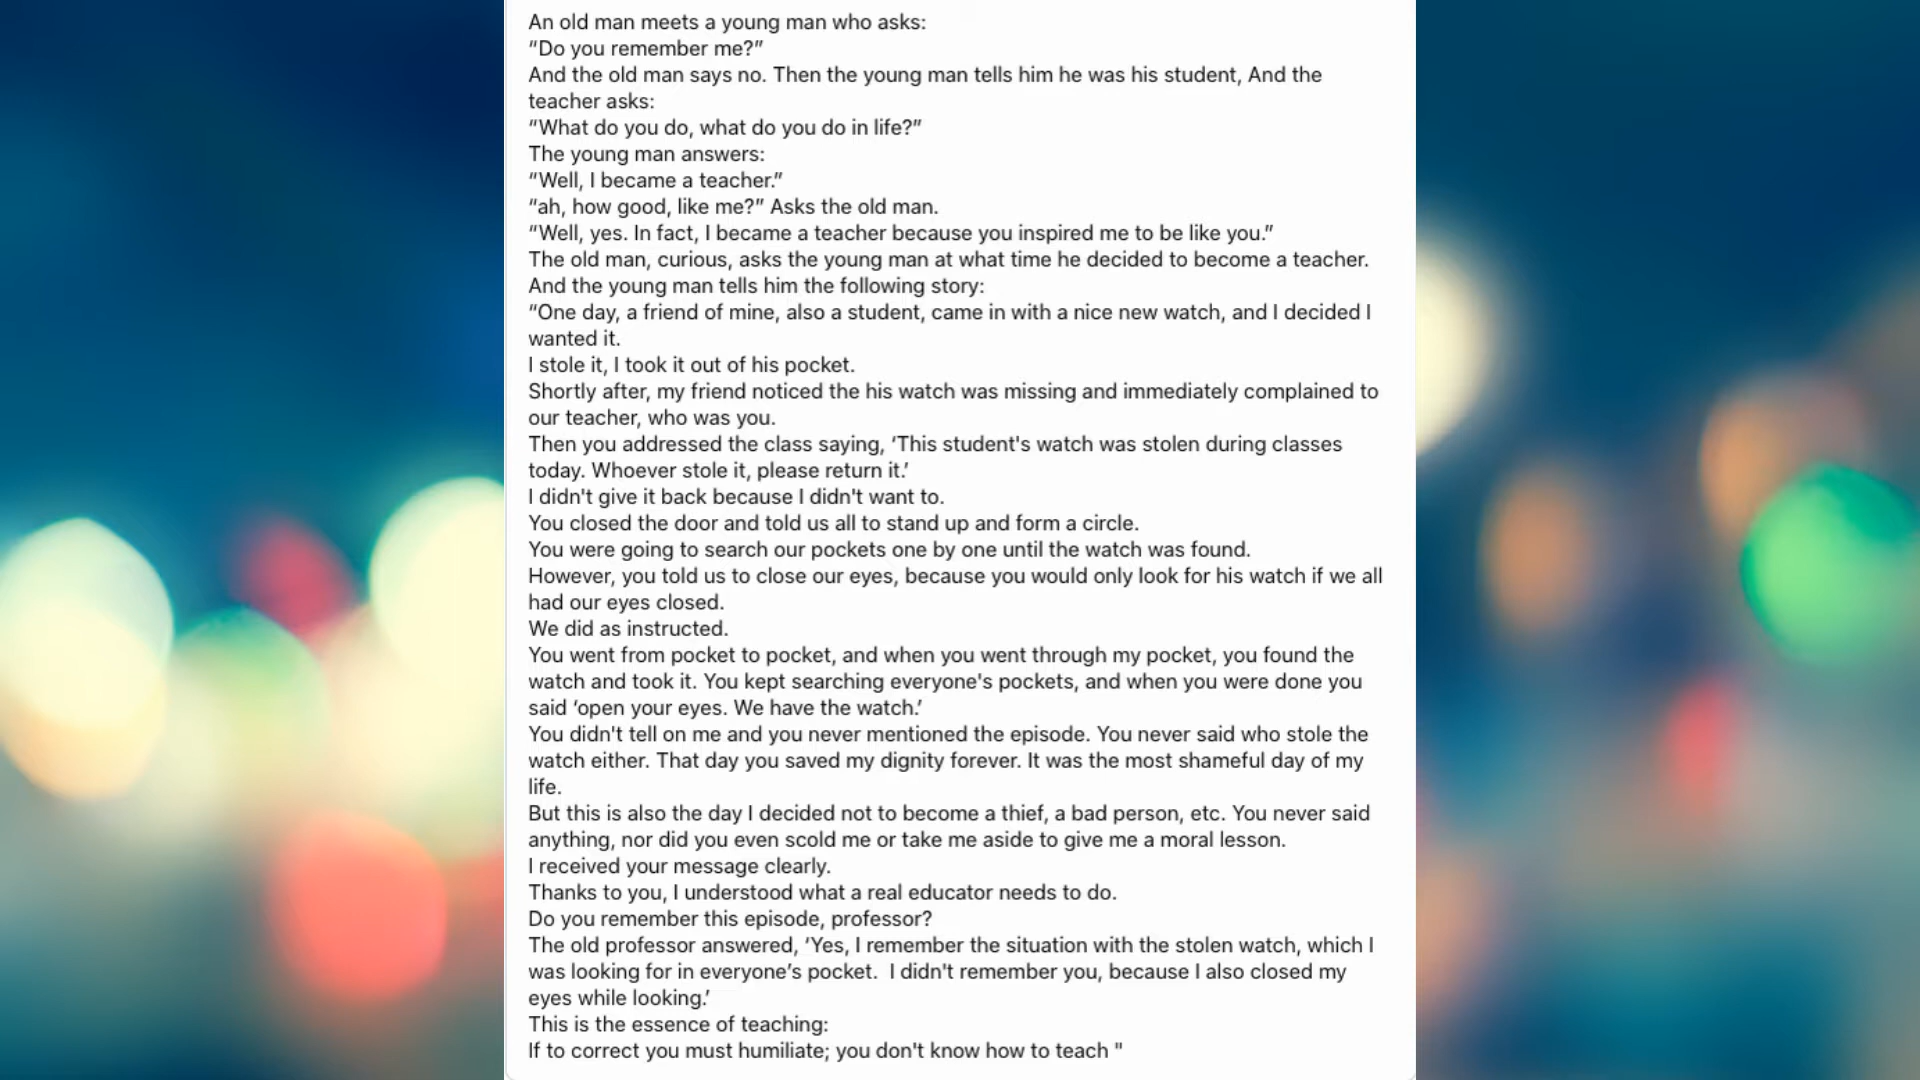 An old man meets a young man who asks:
“Do you remember me?”
And the old man says no. Then the young man tells him he was his student, And the
teacher asks:
“What do you do, what do you do in life?”
The young man answers:
“Well, I became a teacher.”
“ah, how good, like me?” Asks the old man.
“Well, yes. In fact, I became a teacher because you inspired me to be like you.”
The old man, curious, asks the young man at what time he decided to become a teacher.
And the young man tells him the following story:
“One day, a friend of mine, also a student, came in with a nice new watch, and I decided I
wanted it.
I stole it, I took it out of his pocket.
Shortly after, my friend noticed the his watch was missing and immediately complained to
our teacher, who was you.
Then you addressed the class saying, ‘This student's watch was stolen during classes
today. Whoever stole it, please return it.’
I didn't give it back because I didn't want to.
You closed the door and told us all to stand up and form a circle.
You were going to search our pockets one by one until the watch was found.
However, you told us to close our eyes, because you would only look for his watch if we all
had our eyes closed.
We did as instructed.
You went from pocket to pocket, and when you went through my pocket, you found the
watch and took it. You kept searching everyone's pockets, and when you were done you
said ‘open your eyes. We have the watch.’
You didn't tell on me and you never mentioned the episode. You never said who stole the
watch either. That day you saved my dignity forever. It was the most shameful day of my
life.
But this is also the day I decided not to become a thief, a bad person, etc. You never said
anything, nor did you even scold me or take me aside to give me a moral lesson.
I received your message clearly.
Thanks to you, I understood what a real educator needs to do.
Do you remember this episode, professor?
The old professor answered, ‘Yes, I remember the situation with the stolen watch, which I
was looking for in everyone’s pocket.  I didn't remember you, because I also closed my
eyes while looking.’
This is the essence of teaching:
If to correct you must humiliate; you don't know how to teach "